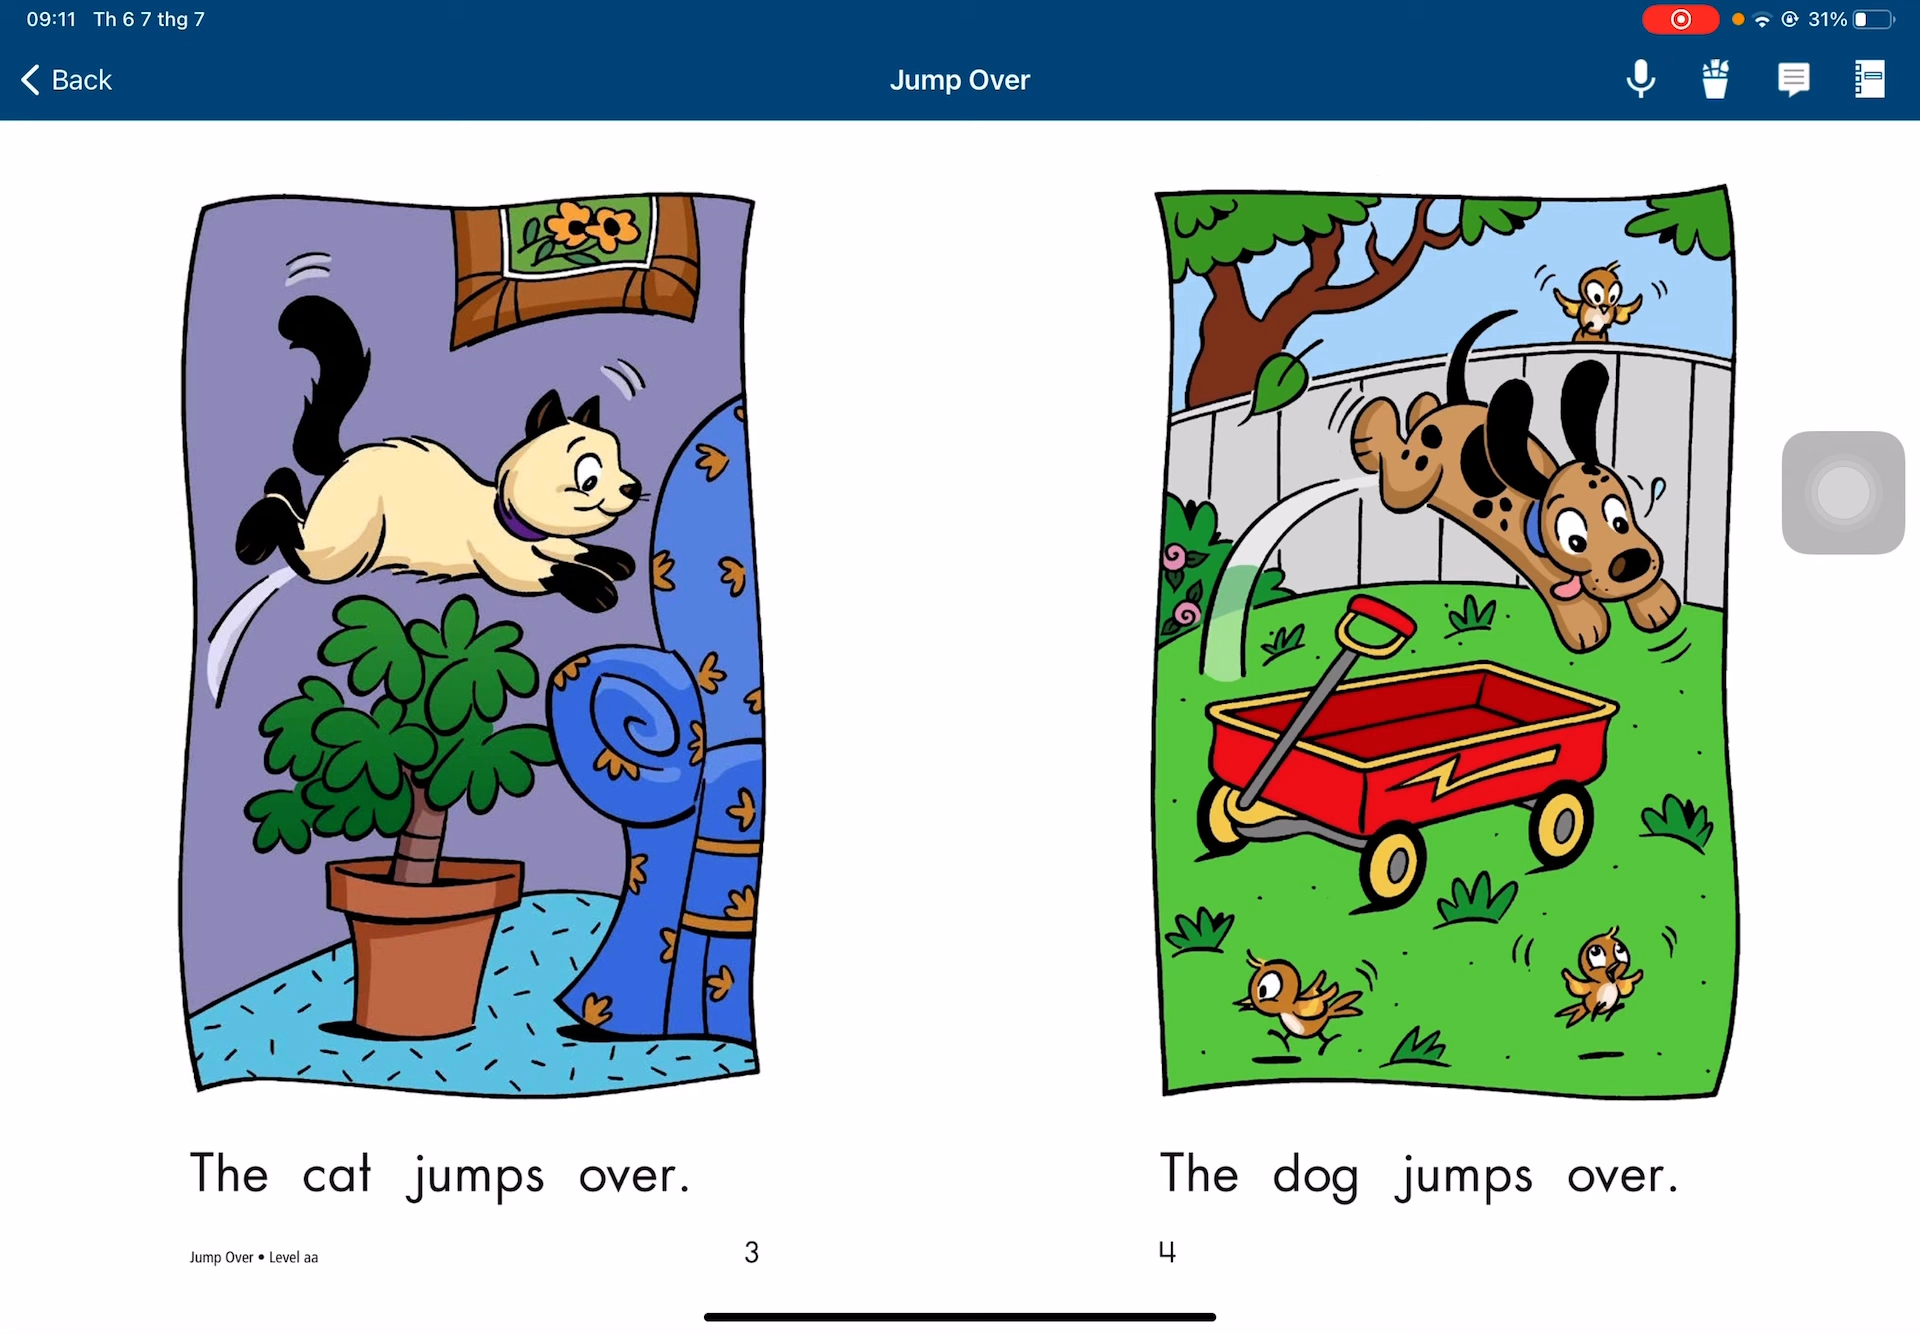 09:11 Th 6 7 thg 7
31%
Back
Jump Over
The cat jumps over.
Jump Over • Level aa
3
The dog jumps over.
4